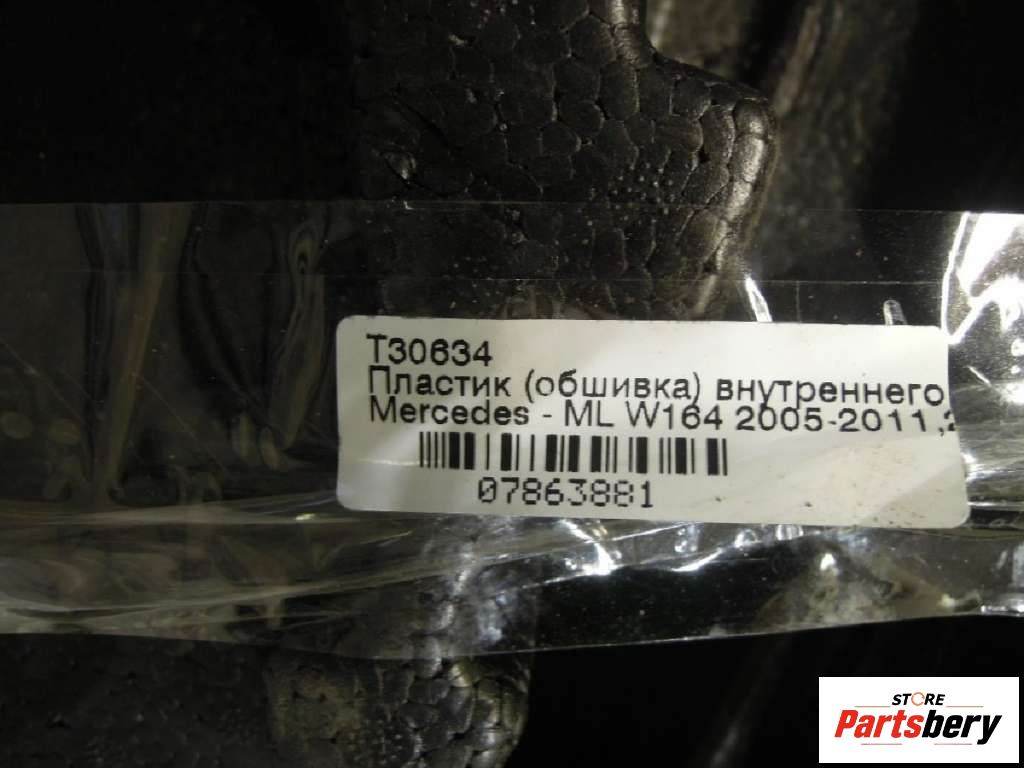 T30634
Пластик (обшивка) внутреннего
Mercedes - ML W164 2005-2011,
07863881
STORE
Partsbery